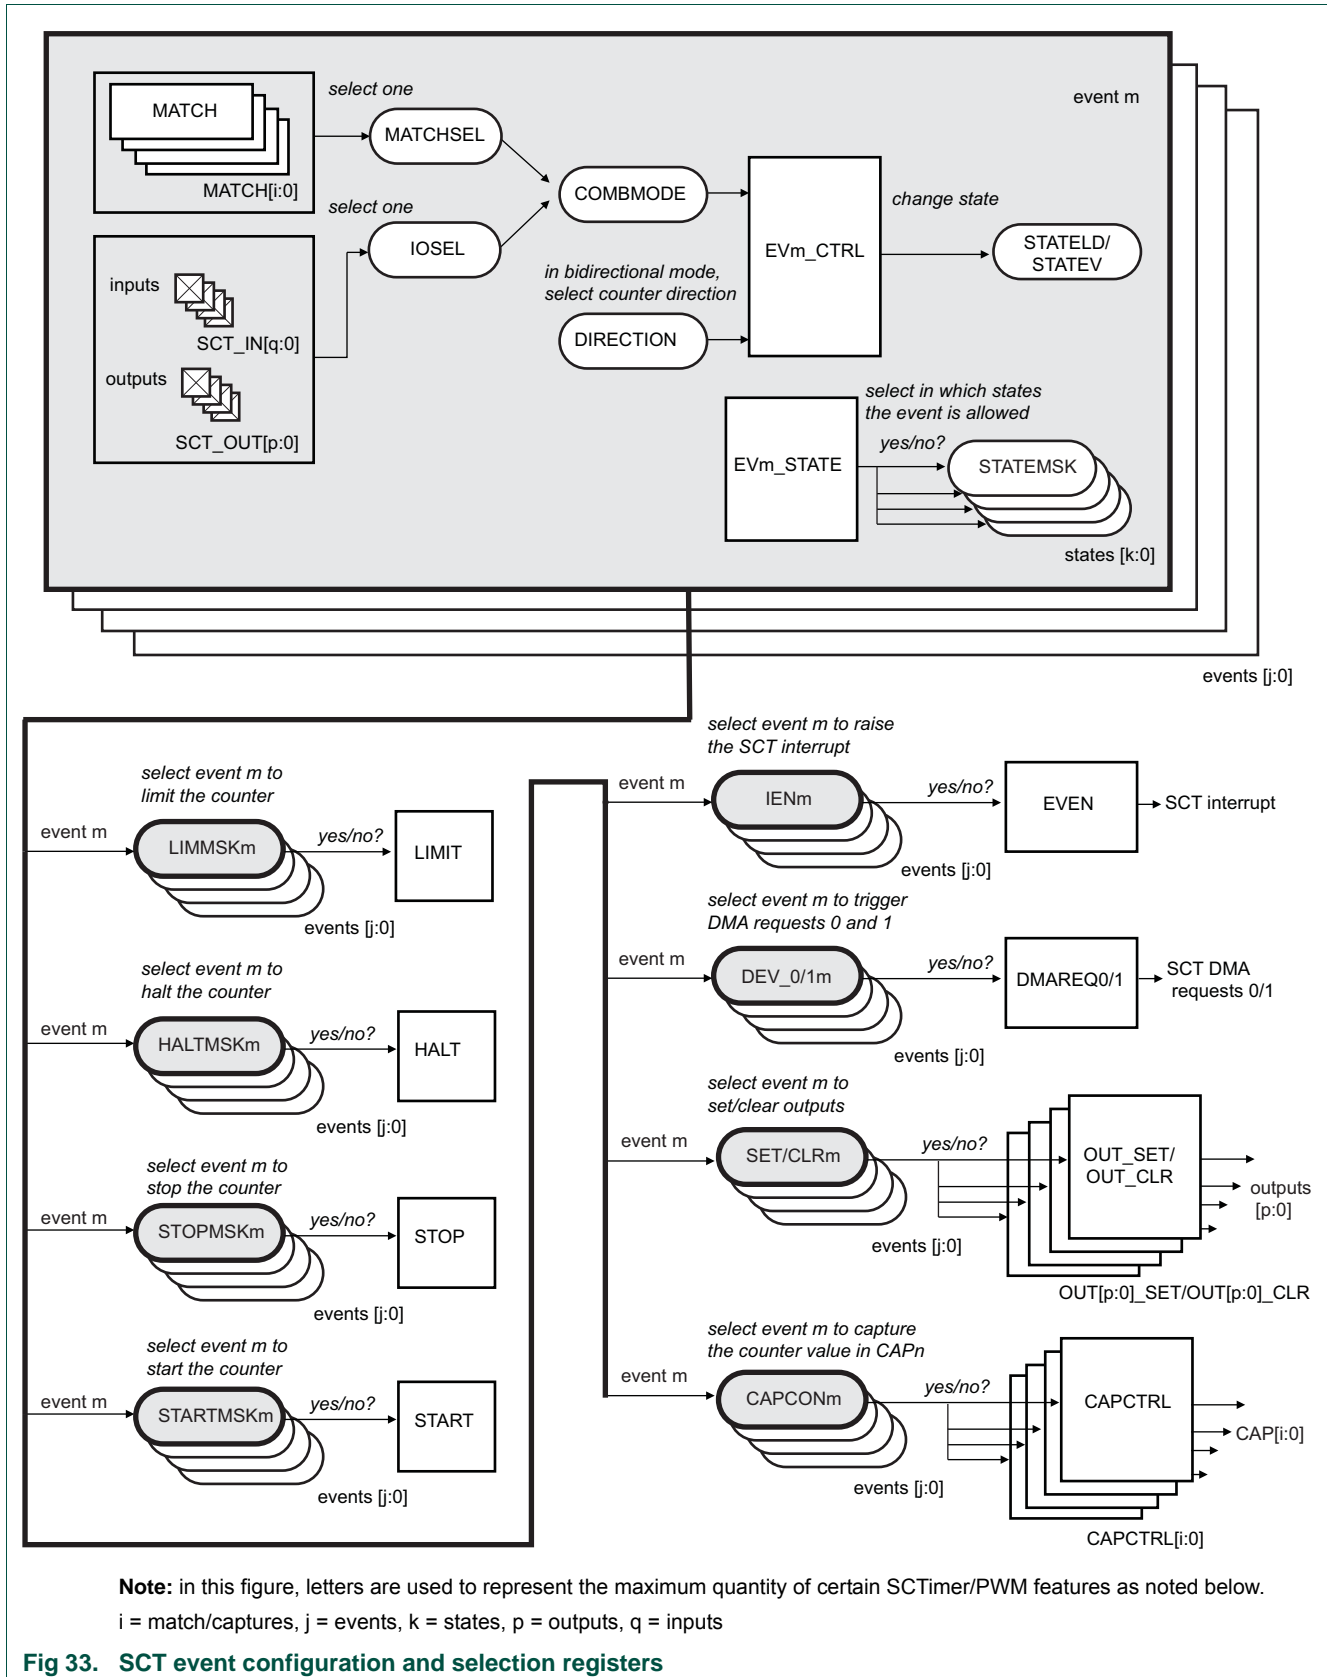 event m
select one
MATCH
MATCHSEL
MATCH[i:0]
select one
IOSEL
COMBMODE
EVm_CTRL
change state
STATELD/
STATEV
inputs
SCT_IN[q:0]
outputs
SCT_OUT[p:0]
in bidirectional mode,
select counter direction
DIRECTION
select in which states
the event is allowed
yes/no?
EVm_STATE
STATEMSK
states [k:0]
events [j:0]
select event m to
limit the counter
event m
LIMMSKm
yes/no?
LIMIT
events [j:0]
select event m to
halt the counter
event m
HALTMSKm
yes/no?
HALT
events [j:0]
select event m to
stop the counter
event m
STOPMSKm
yes/no?
STOP
events [j:0]
select event m to
start the counter
event m
STARTMSKm
yes/no?
START
events [j:0]
select event m to raise
the SCT interrupt
event m
IENm
yes/no?
EVEN
SCT interrupt
events [j:0]
select event m to trigger
DMA requests 0 and 1
event m
DEV_0/1m
yes/no?
DMAREQ0/1
SCT DMA
requests 0/1
events [j:0]
select event m to
set/clear outputs
event m
SET/CLRm
yes/no?
OUT_SET/
OUT_CLR
outputs
[p:0]
events [j:0]
OUT[p:0]_SET/OUT[p:0]_CLR
select event m to capture
the counter value in CAPn
event m
CAPCONm
yes/no?
CAPCTRL
CAP[i:0]
events [j:0]
CAPCTRL[i:0]
Note: in this figure, letters are used to represent the maximum quantity of certain SCTimer/PWM features as noted below.
i = match/captures, j = events, k = states, p = outputs, q = inputs
Fig 33. SCT event configuration and selection registers